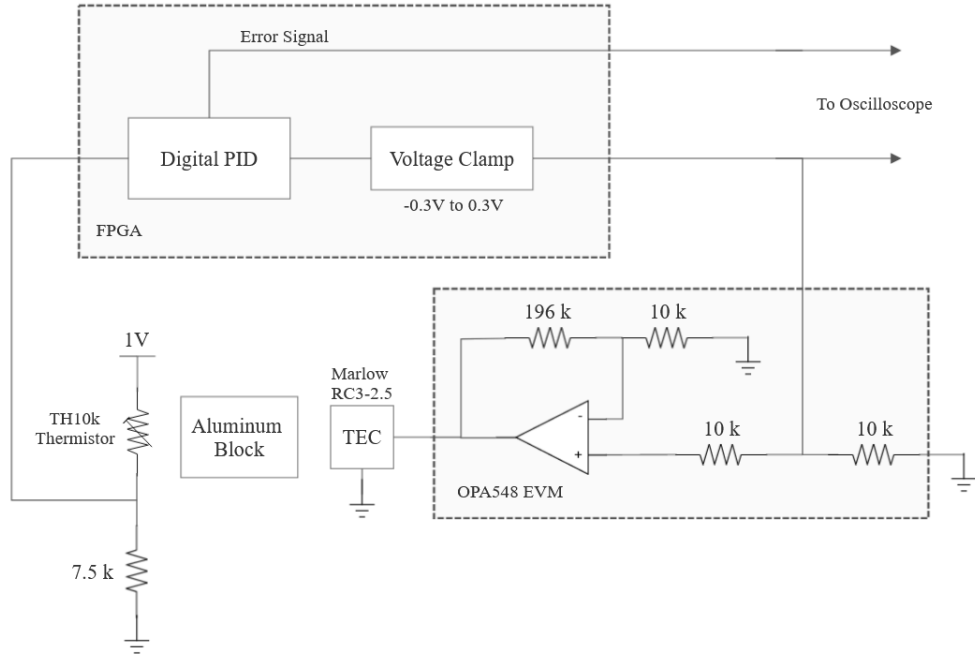 Error Signal
To Oscilloscope
Digital PID
Voltage Clamp
-0.3V to 0.3V
FPGA
196 k
10 k
1V
Marlow
RC3-2.5
TH10k
Thermistor
Aluminum
Block
TEC
-
+
10 k
10 k
OPA548 EVM
7.5 k